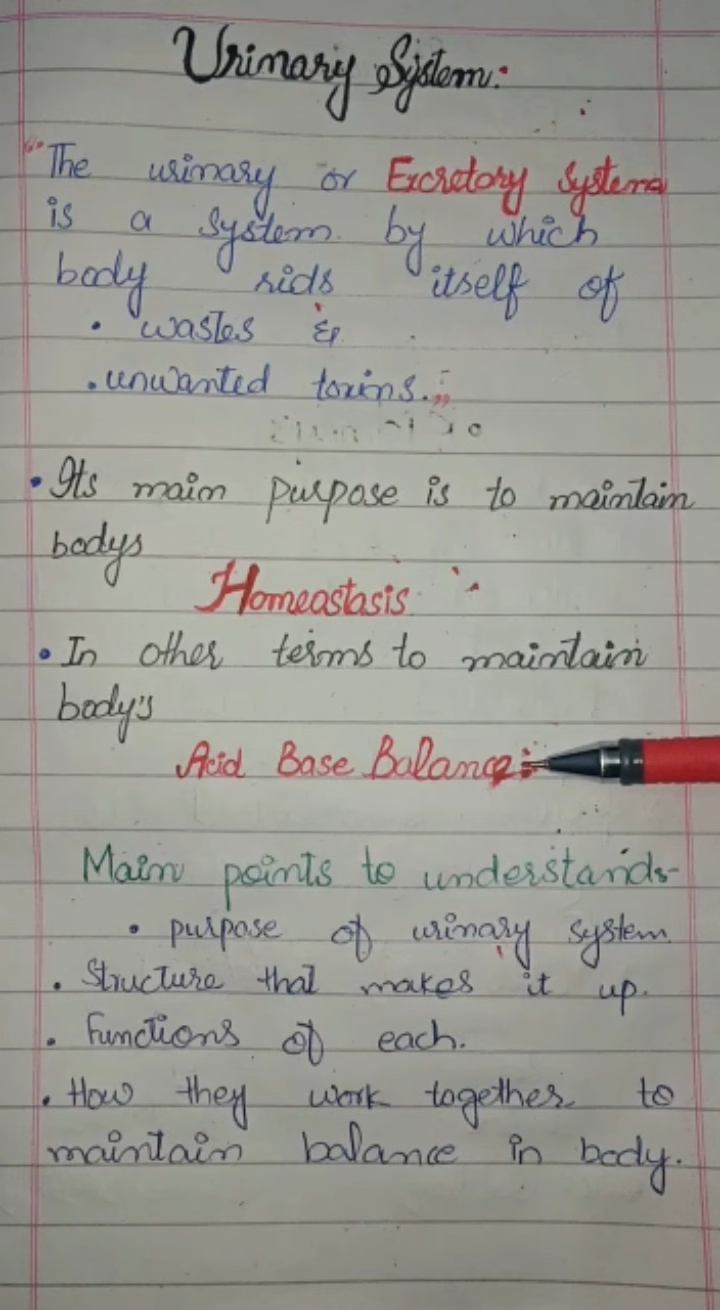 Urinary System:
"The urinary or Excretory System
is a system by which
body rids itself of
• wastes &
• unwanted toxins."
• Its main purpose is to maintain
bodys
Homeastasis
• In other terms to maintain
body's
Acid Base Balance:
Main points to understands-
• purpose of urinary system
• Structure that makes it up.
• Functions of each.
• How they work together to
maintain balance in body.